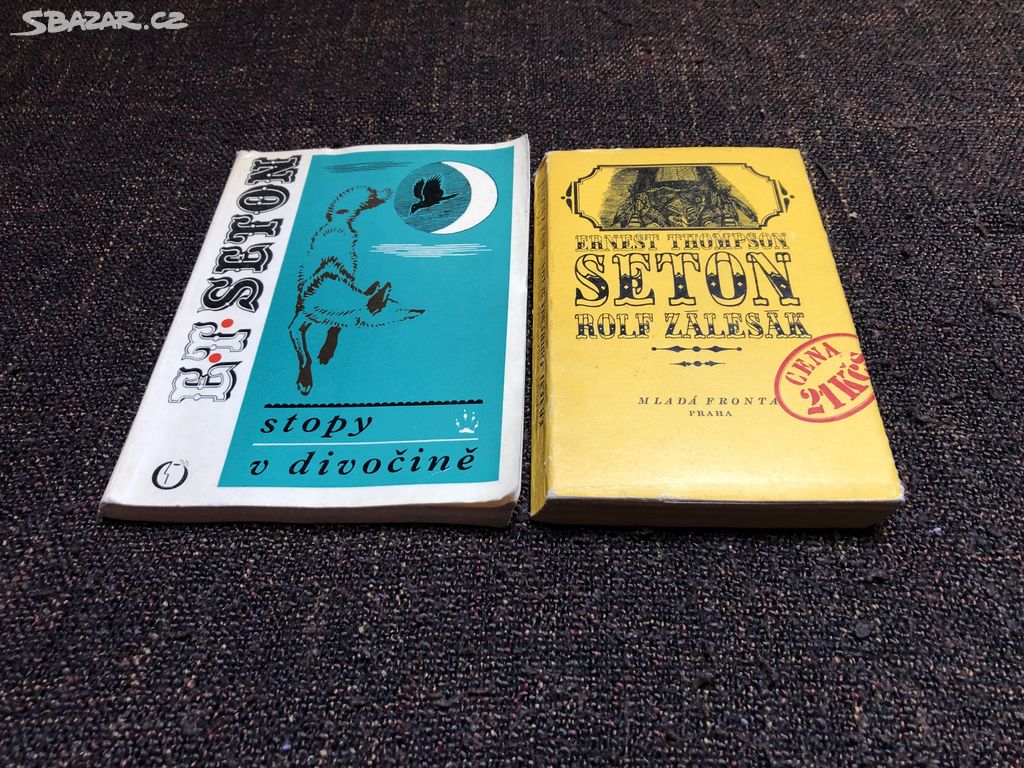 SBAZAR.CZ
E.T. SETON
stopy
v divočině
ERNEST THOMPSON
SETON
ROLF ZÁLESÁK
CENA
21 Kčs
MLADÁ FRONTA
PRAHA